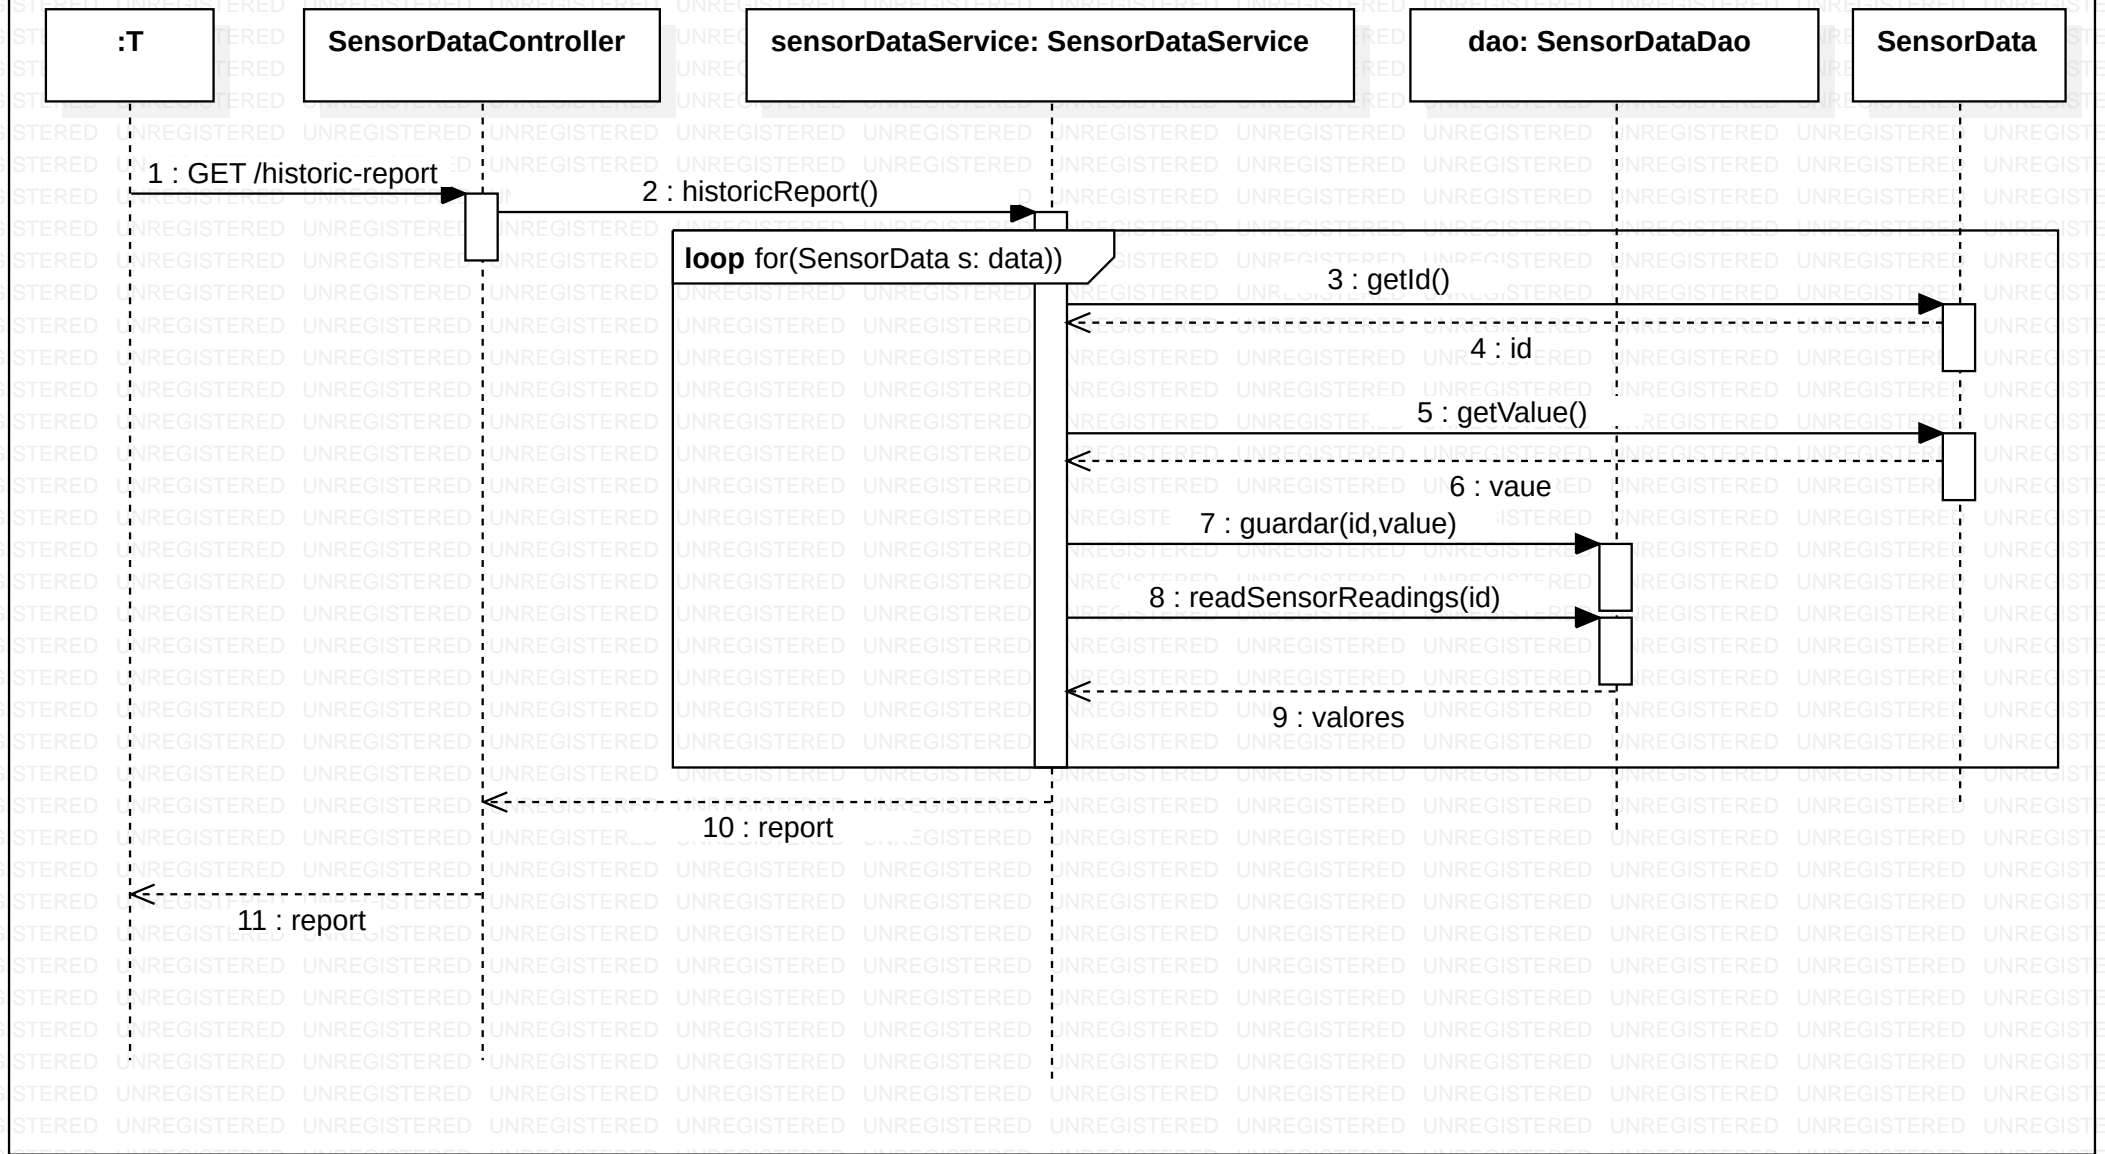 :T
SensorDataController
sensorDataService: SensorDataService
dao: SensorDataDao
SensorData
1 : GET /historic-report
2 : historicReport()
loop for(SensorData s: data))
3 : getId()
4 : id
5 : getValue()
6 : vaue
7 : guardar(id,value)
8 : readSensorReadings(id)
9 : valores
10 : report
11 : report
UNREGISTERED